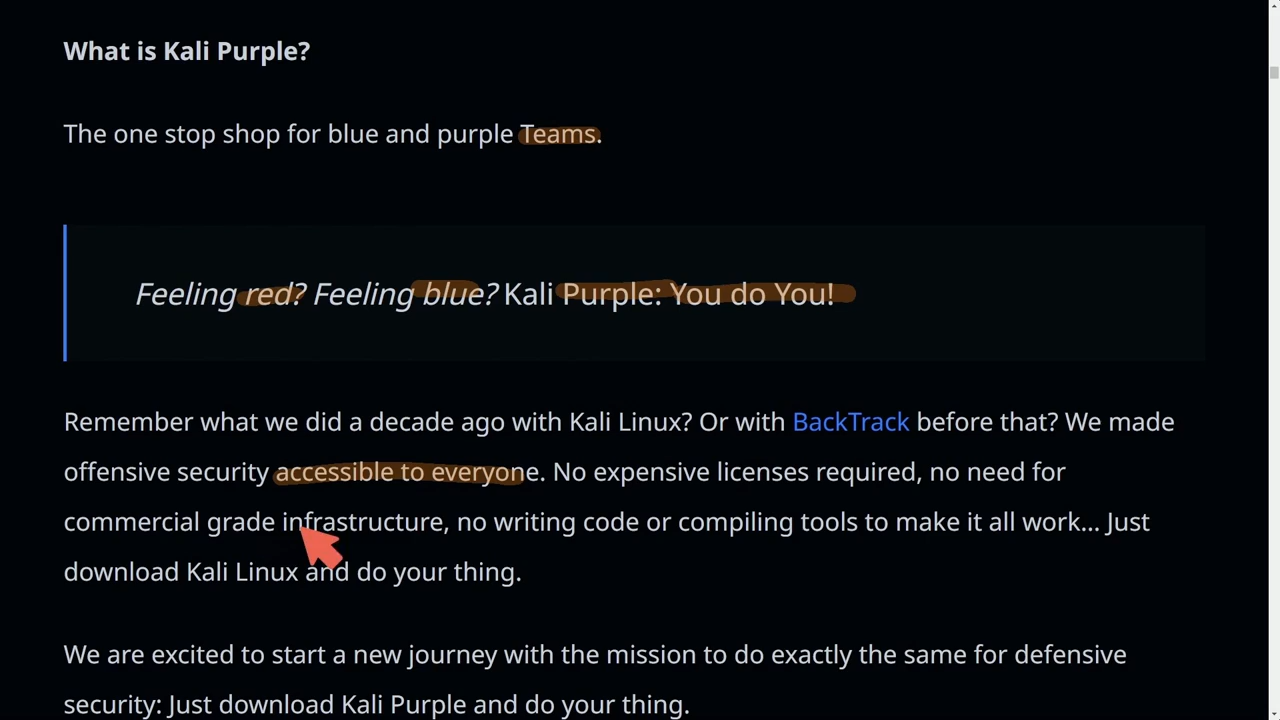 What is Kali Purple?
The one stop shop for blue and purple Teams.
Feeling red? Feeling blue? Kali Purple: You do You!
Remember what we did a decade ago with Kali Linux? Or with BackTrack before that? We made
offensive security accessible to everyone. No expensive licenses required, no need for
commercial grade infrastructure, no writing code or compiling tools to make it all work... Just
download Kali Linux and do your thing.
We are excited to start a new journey with the mission to do exactly the same for defensive
security: Just download Kali Purple and do your thing.